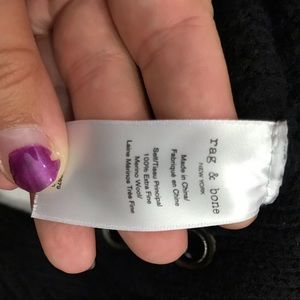 rag & bone
NEW YORK
Made in China/
Fabriqué en Chine
Self/Tissu Principal
100% Extra Fine
Merino Wool/
Laine Mérinos Très Fine